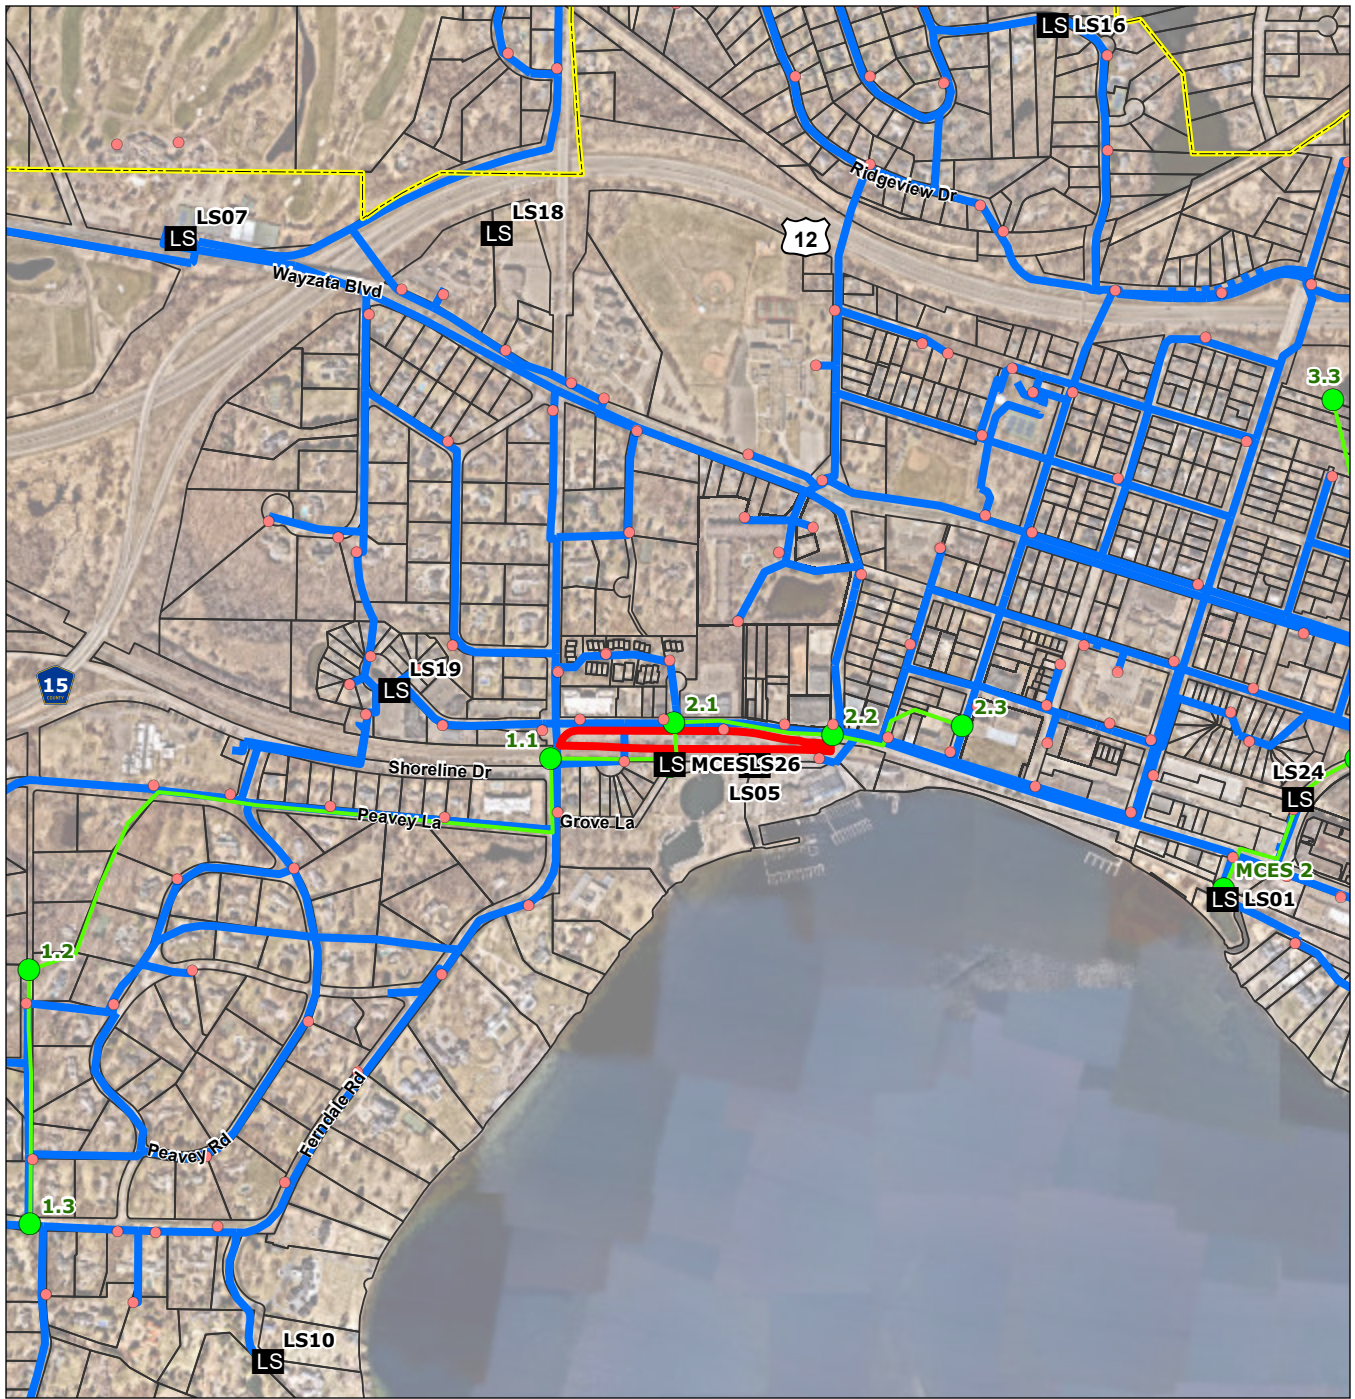 LS LS16
Ridgeview Dr
LS07
LS
LS18
LS
12
Wayzata Blvd
3.3
LS19
LS
15
COUNTY
2.1
2.2
2.3
1.1
LS MCESLS26
LS05
Shoreline Dr
LS24
LS
Peavey La
Grove La
MCES 2
LS LS01
1.2
Ferndale Rd
Peavey Rd
1.3
LS10
LS